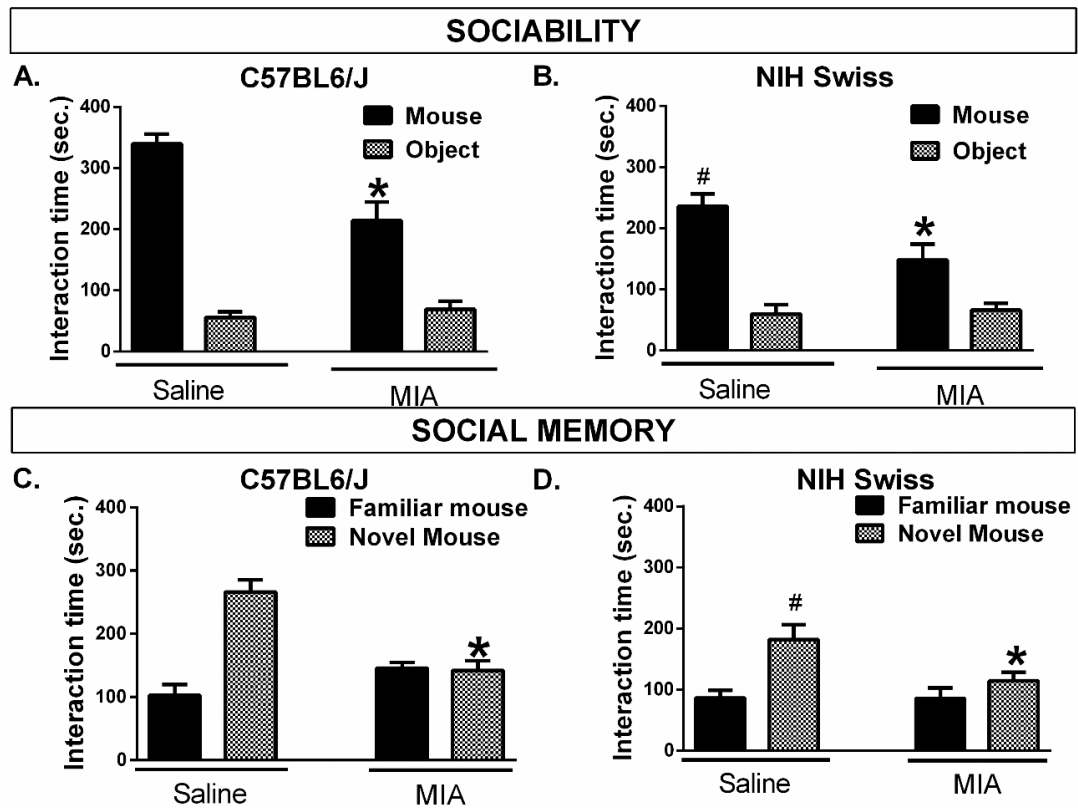 SOCIABILITY
A.
C57BL6/J
Interaction time (sec.)
400
300
200
100
0
Mouse
Object
*
Saline
MIA
B.
NIH Swiss
Interaction time (sec.)
400
300
200
100
0
Mouse
Object
#
*
Saline
MIA
SOCIAL MEMORY
C.
C57BL6/J
Interaction time (sec.)
400
300
200
100
0
Familiar mouse
Novel Mouse
*
Saline
MIA
D.
NIH Swiss
Interaction time (sec.)
400
300
200
100
0
Familiar mouse
Novel Mouse
#
*
Saline
MIA